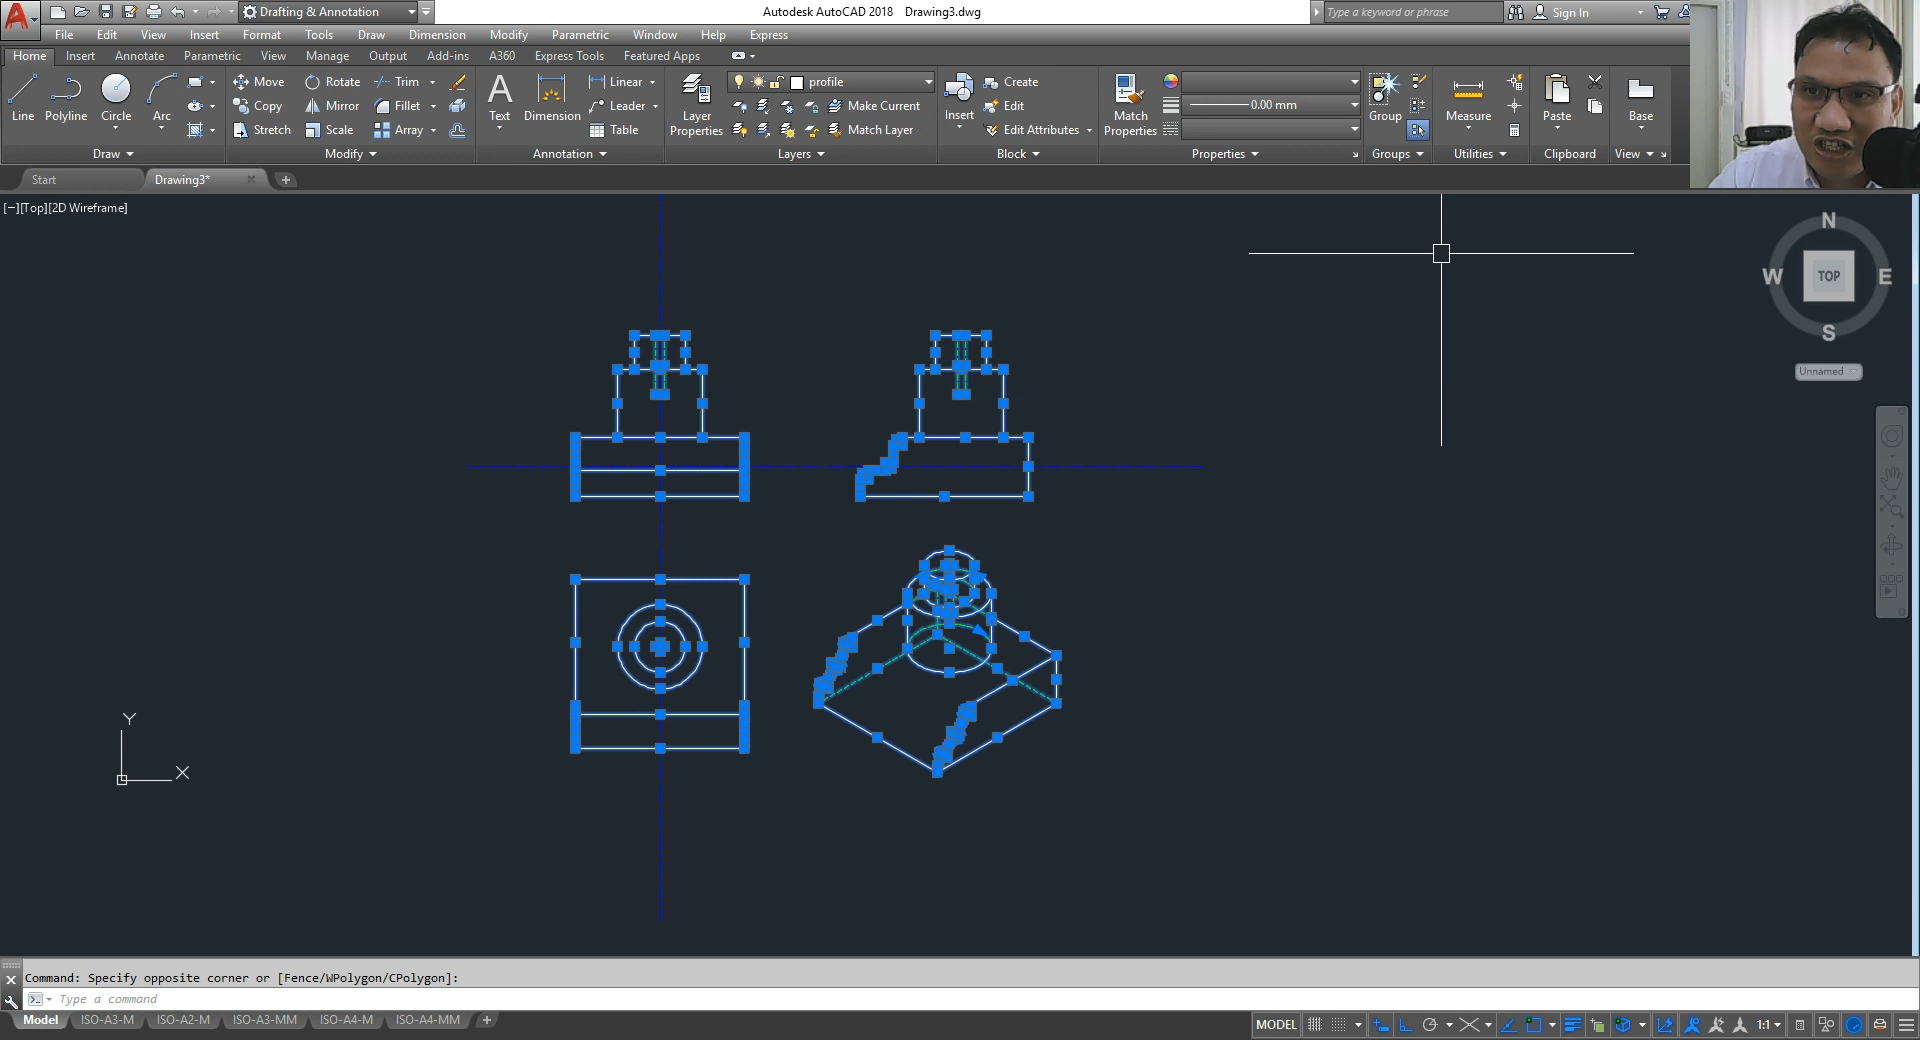 Drafting & Annotation
Autodesk AutoCAD 2018 Drawing3.dwg
Type a keyword or phrase
Sign In
File Edit View Insert Format Tools Draw Dimension Modify Parametric Window Help Express
Home Insert Annotate Parametric View Manage Output Add-ins A360 Express Tools Featured Apps
Line Polyline Circle Arc
Move Rotate Trim
Copy Mirror Fillet
Stretch Scale Array
Text Dimension
Linear
Leader
Table
Layer Properties
profile
Make Current
Match Layer
Insert
Create
Edit
Edit Attributes
Match Properties
0.00 mm
Group
Measure
Paste
Base
Draw Modify Annotation Layers Block Properties Groups Utilities Clipboard View
Start Drawing3*
[−][Top][2D Wireframe]
N
W TOP E
S
Unnamed
Y
X
Command: Specify opposite corner or [Fence/WPolygon/CPolygon]:
Type a command
Model ISO-A3-M ISO-A2-M ISO-A3-MM ISO-A4-M ISO-A4-MM
MODEL 1:1